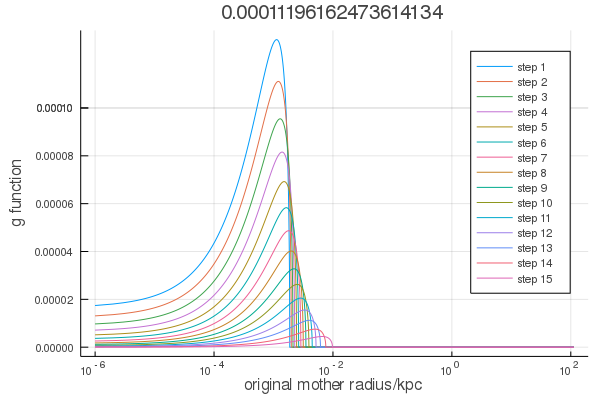 0.00011196162473614134
g function
0.00010
0.00008
0.00006
0.00004
0.00002
0.00000
10^-6
10^-4
10^-2
10^0
10^2
original mother radius/kpc
step 1
step 2
step 3
step 4
step 5
step 6
step 7
step 8
step 9
step 10
step 11
step 12
step 13
step 14
step 15